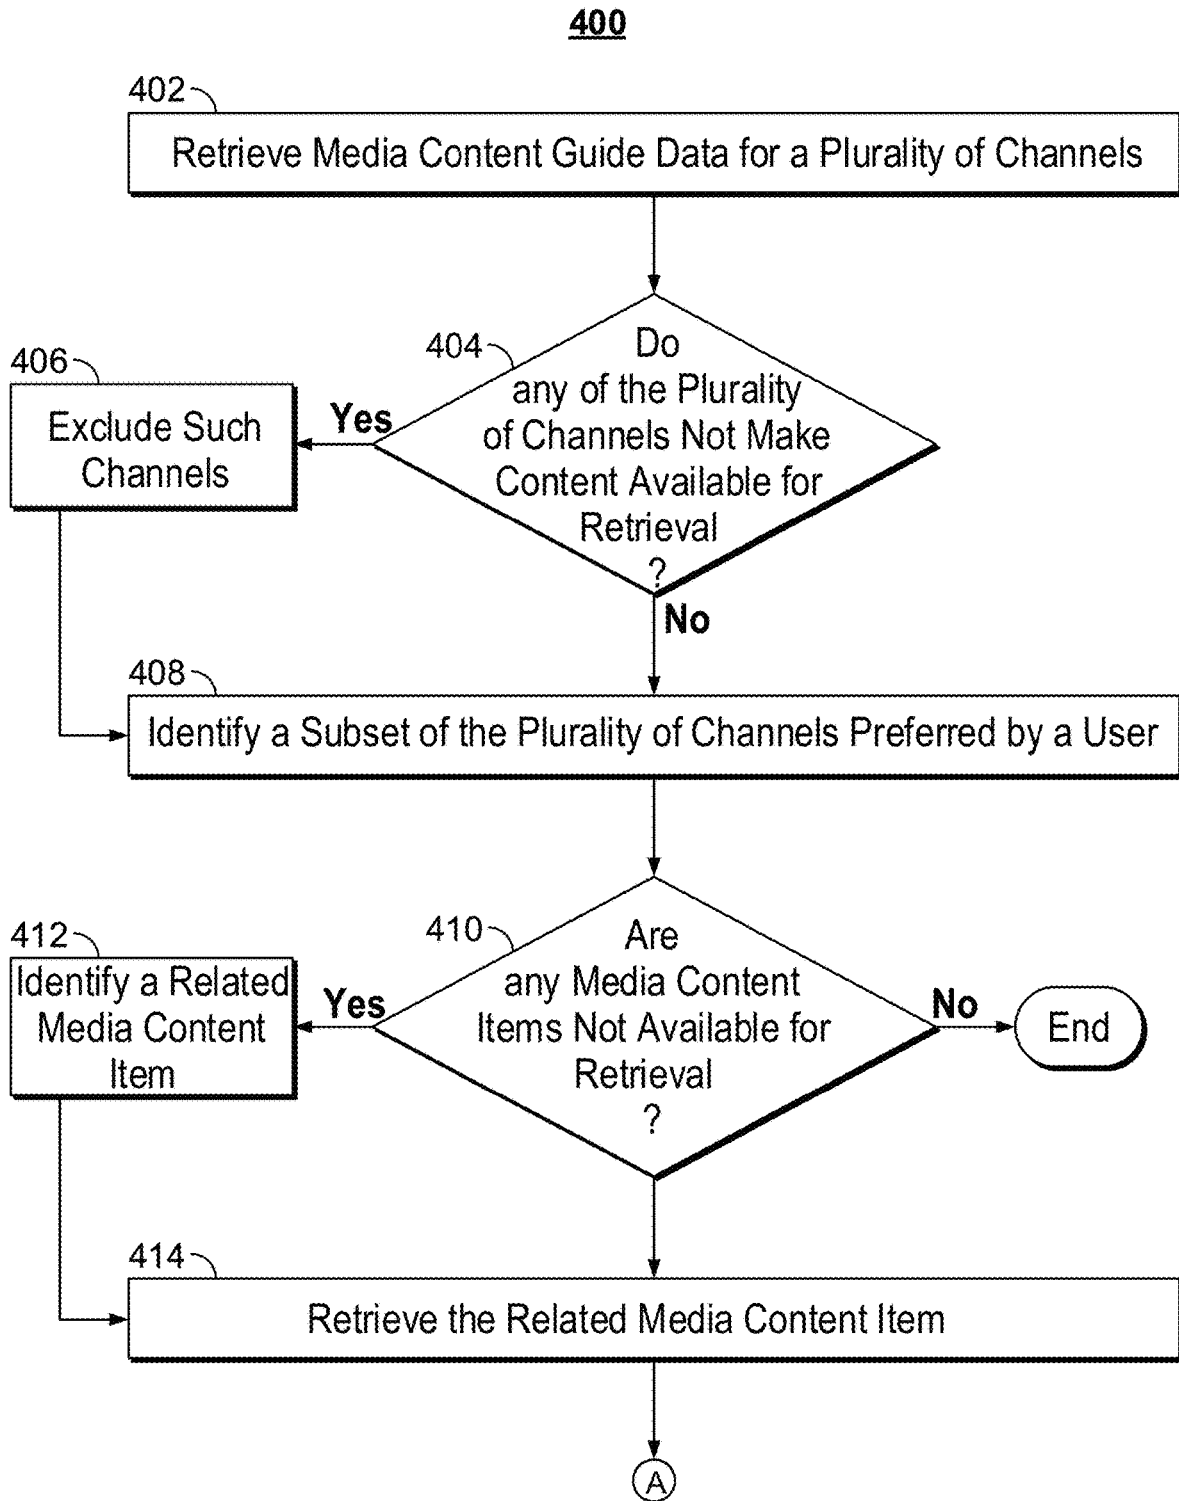 400
402
Retrieve Media Content Guide Data for a Plurality of Channels
404
Do
any of the Plurality
of Channels Not Make
Content Available for
Retrieval
?
Yes
406
Exclude Such
Channels
No
408
Identify a Subset of the Plurality of Channels Preferred by a User
410
Are
any Media Content
Items Not Available for
Retrieval
?
Yes
412
Identify a Related
Media Content
Item
No
End
414
Retrieve the Related Media Content Item
A